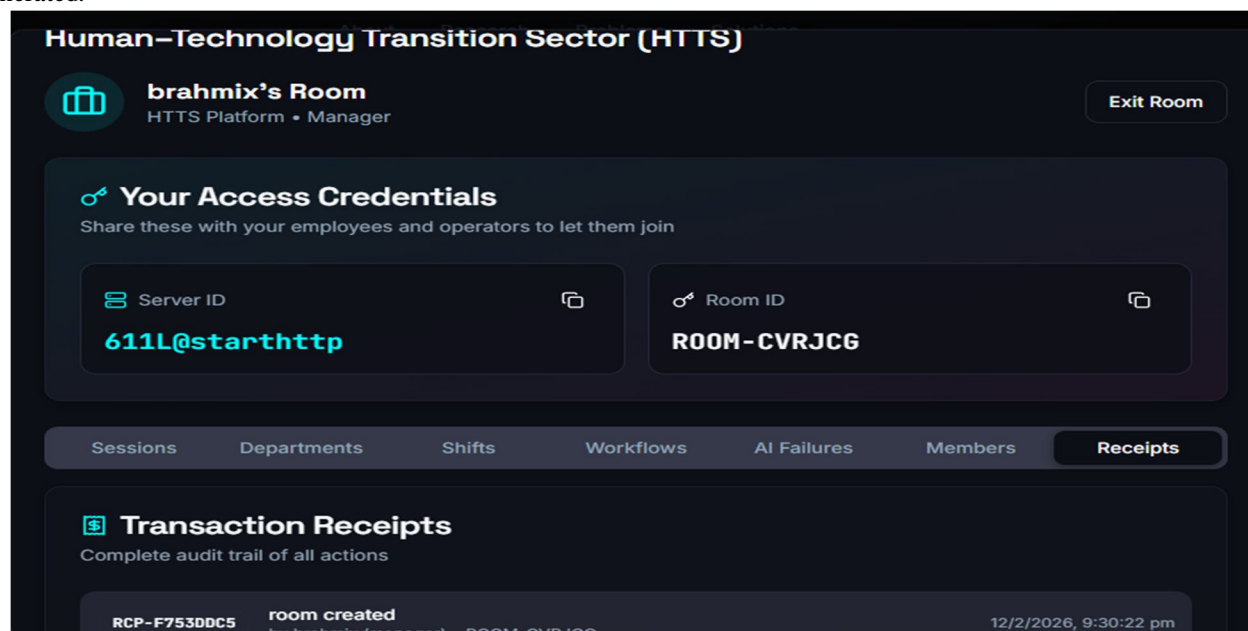 Human-Technology Transition Sector (HTTS)
brahmix's Room
HTTS Platform • Manager
Exit Room
Your Access Credentials
Share these with your employees and operators to let them join
Server ID
611L@starthttp
Room ID
ROOM-CVRJCG
Sessions Departments Shifts Workflows AI Failures Members Receipts
Transaction Receipts
Complete audit trail of all actions
RCP-F753DDC5
room created
12/2/2026, 9:30:22 pm